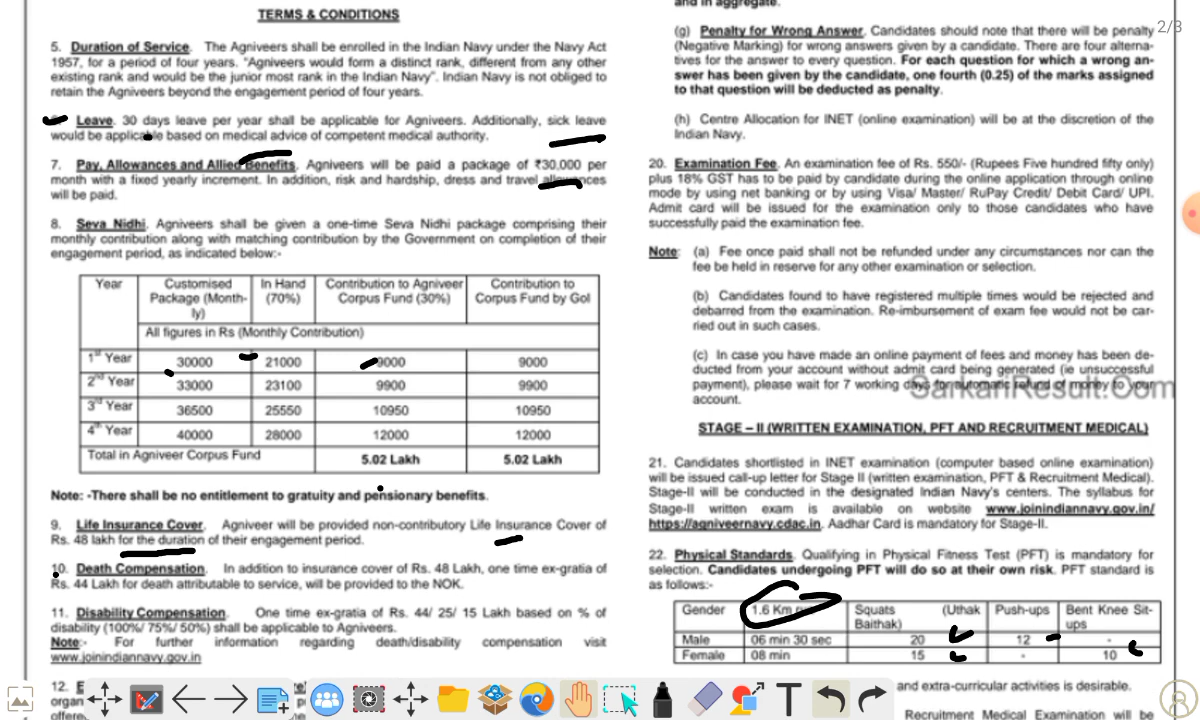 TERMS & CONDITIONS
5. Duration of Service. The Agniveers shall be enrolled in the Indian Navy under the Navy Act
1957, for a period of four years. "Agniveers would form a distinct rank, different from any other
existing rank and would be the junior most rank in the Indian Navy". Indian Navy is not obliged to
retain the Agniveers beyond the engagement period of four years.
Leave. 30 days leave per year shall be applicable for Agniveers. Additionally, sick leave
would be applicable based on medical advice of competent medical authority.
7. Pay, Allowances and Allied Benefits. Agniveers will be paid a package of ₹30,000 per
month with a fixed yearly increment. In addition, risk and hardship, dress and travel allowances
will be paid.
8. Seva Nidhi. Agniveers shall be given a one-time Seva Nidhi package comprising their
monthly contribution along with matching contribution by the Government on completion of their
engagement period, as indicated below:-
Year Customised Package (Month-ly) In Hand (70%) Contribution to Agniveer Corpus Fund (30%) Contribution to Corpus Fund by GoI
All figures in Rs (Monthly Contribution)
1st Year 30000 21000 9000 9000
2nd Year 33000 23100 9900 9900
3rd Year 36500 25550 10950 10950
4th Year 40000 28000 12000 12000
Total in Agniveer Corpus Fund 5.02 Lakh 5.02 Lakh
Note: -There shall be no entitlement to gratuity and pensionary benefits.
9. Life Insurance Cover. Agniveer will be provided non-contributory Life Insurance Cover of
Rs. 48 lakh for the duration of their engagement period.
10. Death Compensation. In addition to insurance cover of Rs. 48 Lakh, one time ex-gratia of
Rs. 44 Lakh for death attributable to service, will be provided to the NOK.
11. Disability Compensation. One time ex-gratia of Rs. 44/ 25/ 15 Lakh based on % of
disability (100%/ 75%/ 50%) shall be applicable to Agniveers.
Note:- For further information regarding death/disability compensation visit
www.joinindiannavy.gov.in
12.
organ
offere
and in aggregate.
(g) Penalty for Wrong Answer. Candidates should note that there will be penalty
(Negative Marking) for wrong answers given by a candidate. There are four alterna-
tives for the answer to every question. For each question for which a wrong an-
swer has been given by the candidate, one fourth (0.25) of the marks assigned
to that question will be deducted as penalty.
(h) Centre Allocation for INET (online examination) will be at the discretion of the
Indian Navy.
20. Examination Fee. An examination fee of Rs. 550/- (Rupees Five hundred fifty only)
plus 18% GST has to be paid by candidate during the online application through online
mode by using net banking or by using Visa/ Master/ RuPay Credit/ Debit Card/ UPI.
Admit card will be issued for the examination only to those candidates who have
successfully paid the examination fee.
Note: (a) Fee once paid shall not be refunded under any circumstances nor can the
fee be held in reserve for any other examination or selection.
(b) Candidates found to have registered multiple times would be rejected and
debarred from the examination. Re-imbursement of exam fee would not be car-
ried out in such cases.
(c) In case you have made an online payment of fees and money has been de-
ducted from your account without admit card being generated (ie unsuccessful
payment), please wait for 7 working days for automatic refund of money to your
account.
SarkariResult.Com
STAGE – II (WRITTEN EXAMINATION, PFT AND RECRUITMENT MEDICAL)
21. Candidates shortlisted in INET examination (computer based online examination)
will be issued call-up letter for Stage II (written examination, PFT & Recruitment Medical).
Stage-II will be conducted in the designated Indian Navy's centers. The syllabus for
Stage-II written exam is available on website www.joinindiannavy.gov.in/
https://agniveernavy.cdac.in. Aadhar Card is mandatory for Stage-II.
22. Physical Standards. Qualifying in Physical Fitness Test (PFT) is mandatory for
selection. Candidates undergoing PFT will do so at their own risk. PFT standard is
as follows:-
Gender 1.6 Km Squats (Uthak Baithak) Push-ups Bent Knee Sit-ups
Male 06 min 30 sec 20 12 -
Female 08 min 15 - 10
and extra-curricular activities is desirable.
Recruitment Medical Examination will be
2/3
T